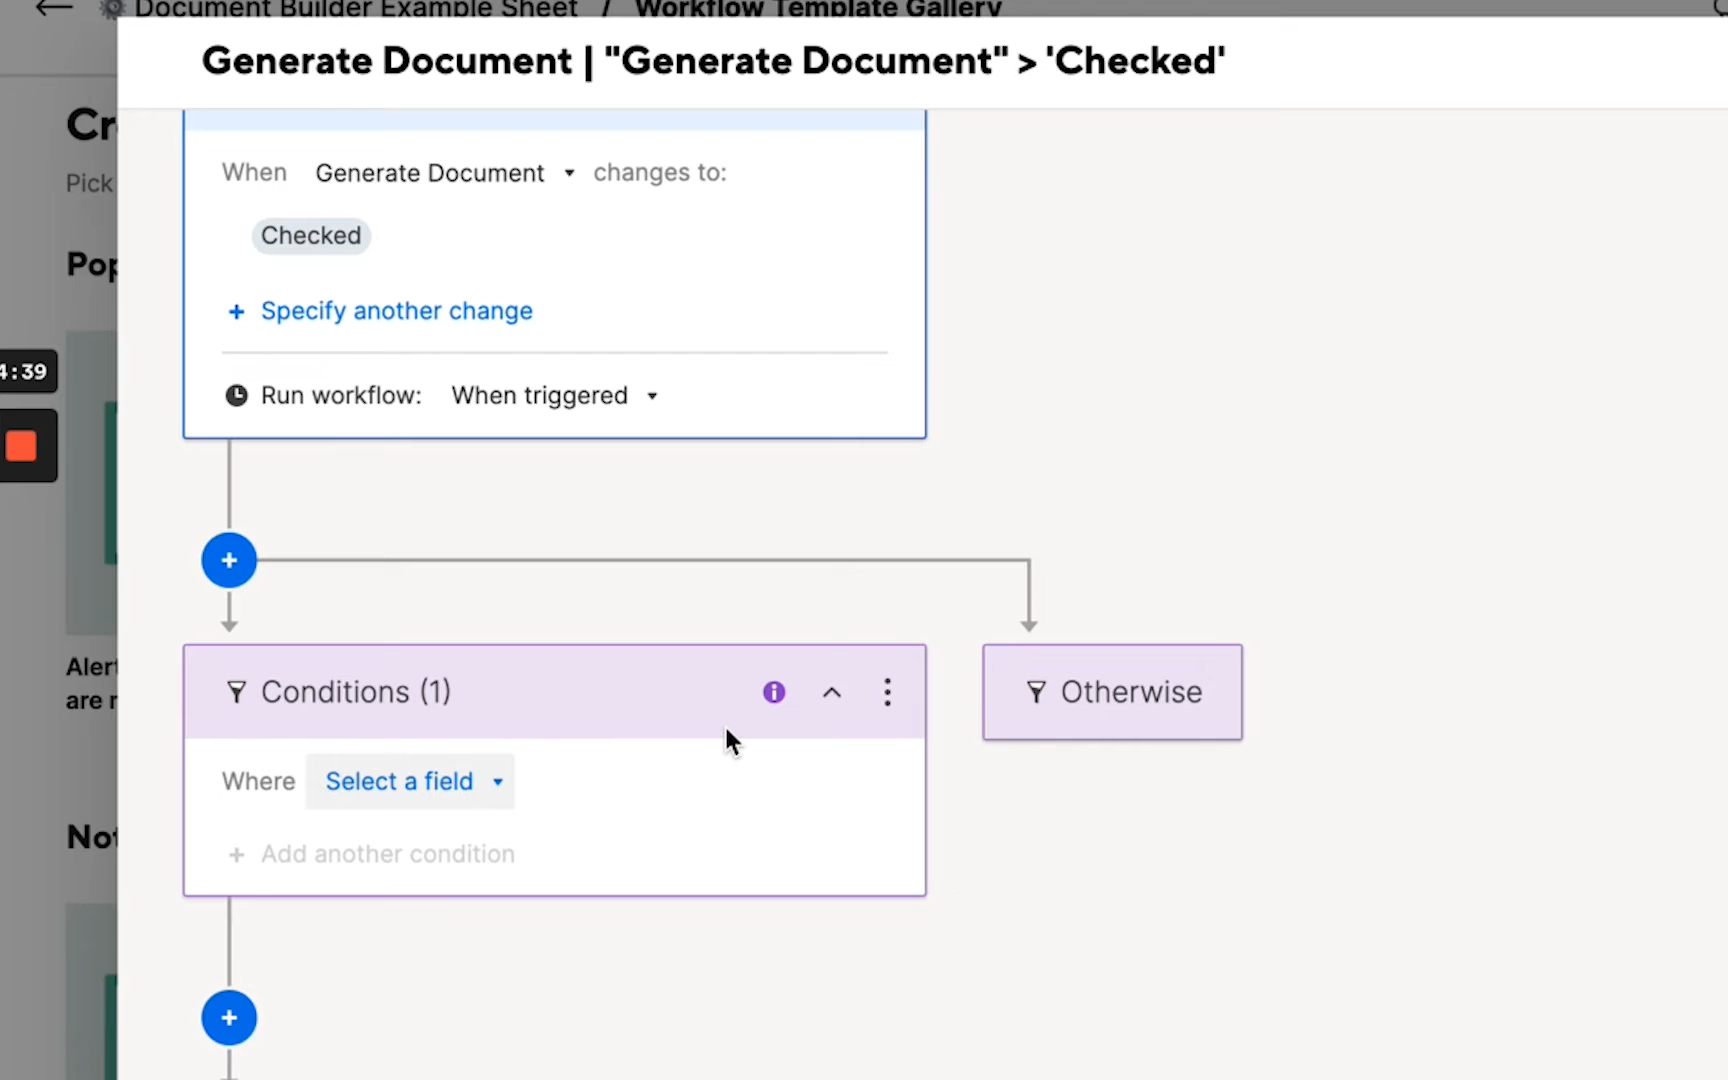 Document Builder Example Sheet / Workflow Template Gallery
Generate Document | "Generate Document" > 'Checked'
Cr
Pick
When Generate Document changes to:
Checked
Pop
+ Specify another change
4:39
Run workflow: When triggered
+
Alert
are r
Conditions (1)
Otherwise
Where Select a field
Not
+ Add another condition
+